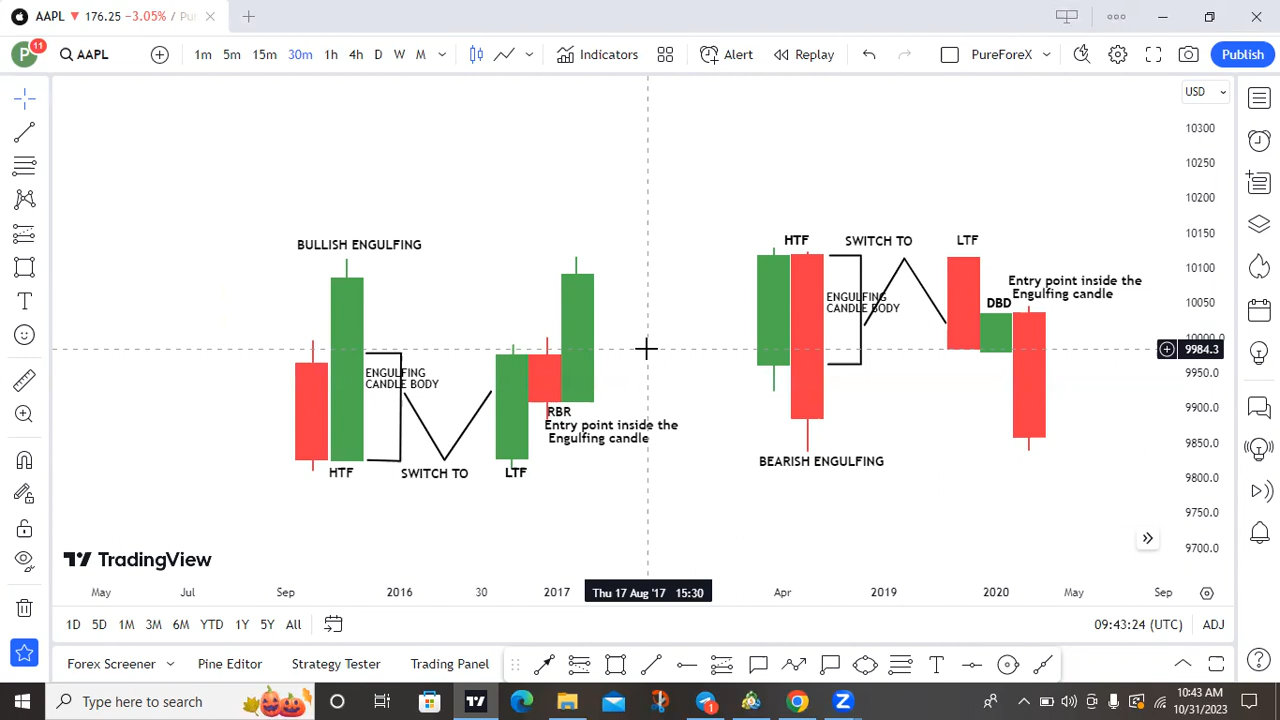 AAPL ▼ 176.25 −3.05% / Pu
P 11 AAPL 1m 5m 15m 30m 1h 4h D W M Indicators Alert Replay PureForeX Publish
USD
10300
10250
10200
10150
10100
10050
10000.0
9984.3
9950.0
9900.0
9850.0
9800.0
9750.0
9700.0
BULLISH ENGULFING
ENGULFING
CANDLE BODY
HTF
SWITCH TO
LTF
RBR
Entry point inside the
Engulfing candle
HTF
SWITCH TO
LTF
ENGULFING
CANDLE BODY
DBD
Entry point inside the
Engulfing candle
BEARISH ENGULFING
TradingView
May Jul Sep 2016 30 2017 Thu 17 Aug '17 15:30 Apr 2019 2020 May Sep
1D 5D 1M 3M 6M YTD 1Y 5Y All 09:43:24 (UTC) ADJ
Forex Screener Pine Editor Strategy Tester Trading Panel
Type here to search 1 10:43 AM
10/31/2023